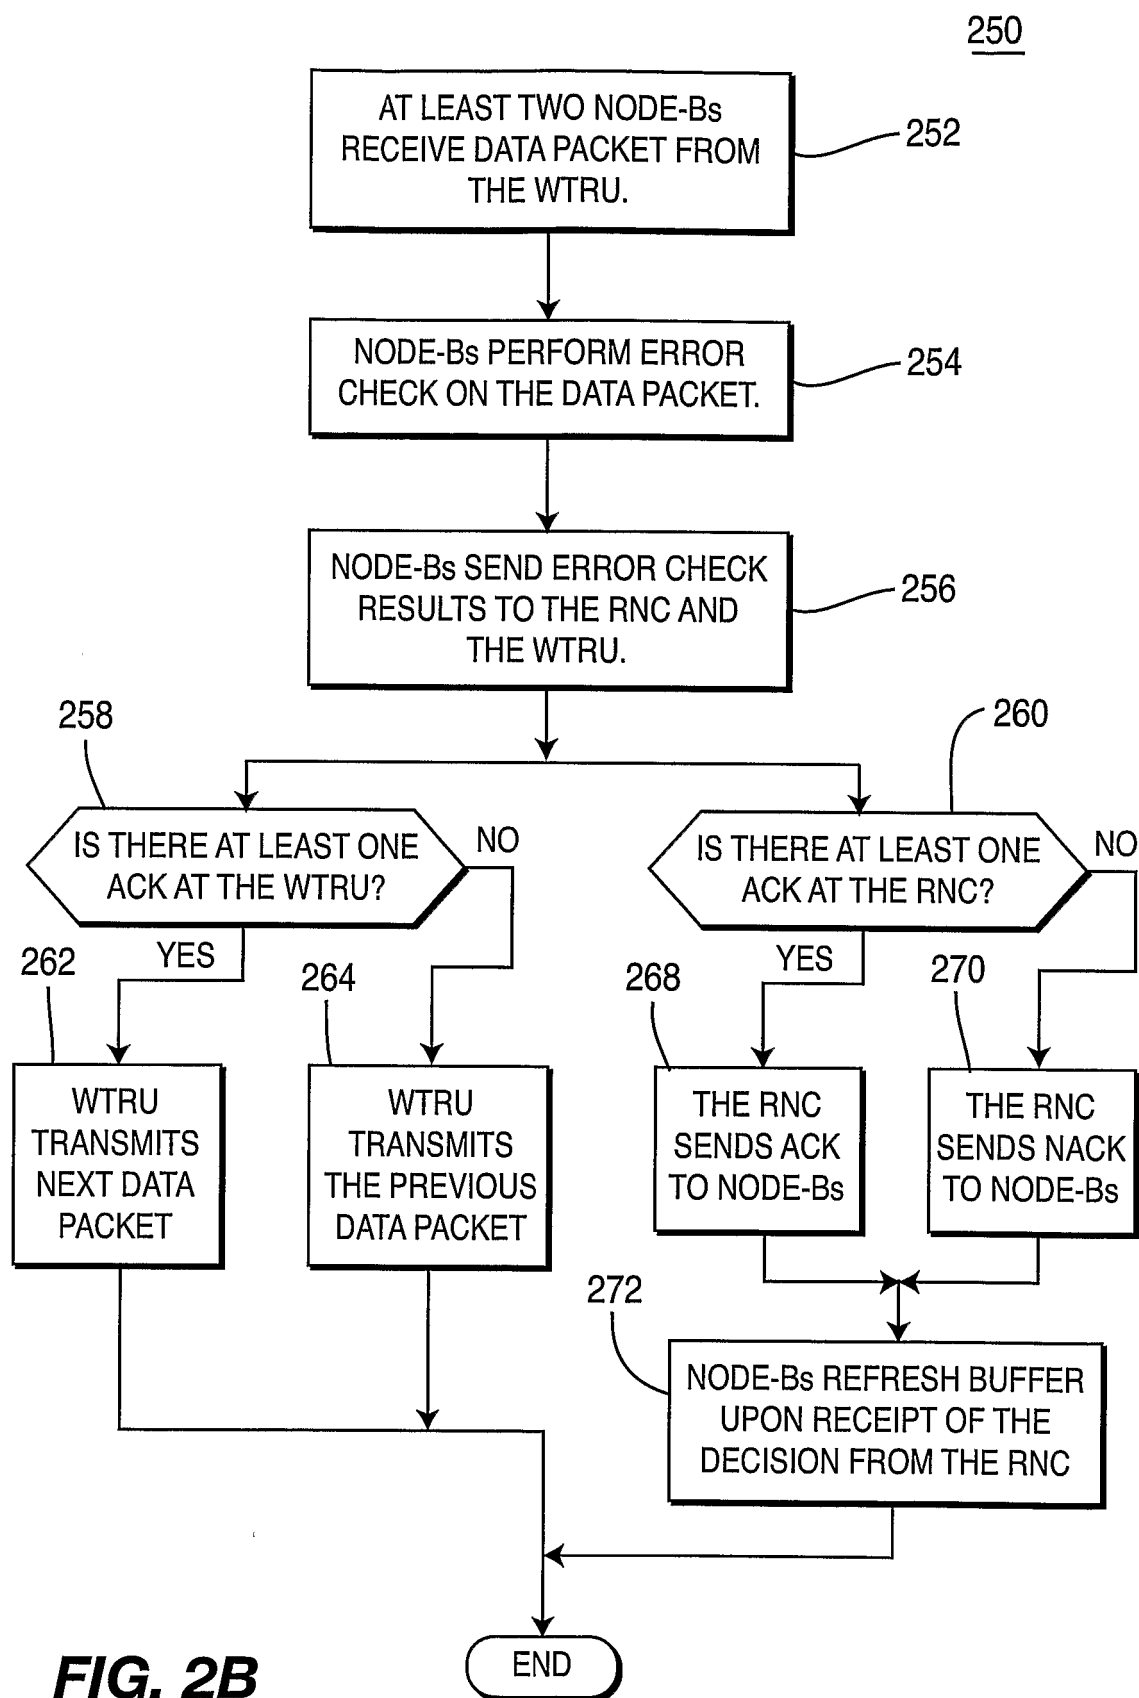 250
AT LEAST TWO NODE-Bs
RECEIVE DATA PACKET FROM
THE WTRU.
252
NODE-Bs PERFORM ERROR
CHECK ON THE DATA PACKET.
254
NODE-Bs SEND ERROR CHECK
RESULTS TO THE RNC AND
THE WTRU.
256
258
260
IS THERE AT LEAST ONE
ACK AT THE WTRU?
NO
YES
IS THERE AT LEAST ONE
ACK AT THE RNC?
NO
YES
262
264
268
270
WTRU
TRANSMITS
NEXT DATA
PACKET
WTRU
TRANSMITS
THE PREVIOUS
DATA PACKET
THE RNC
SENDS ACK
TO NODE-Bs
THE RNC
SENDS NACK
TO NODE-Bs
272
NODE-Bs REFRESH BUFFER
UPON RECEIPT OF THE
DECISION FROM THE RNC
END
FIG. 2B